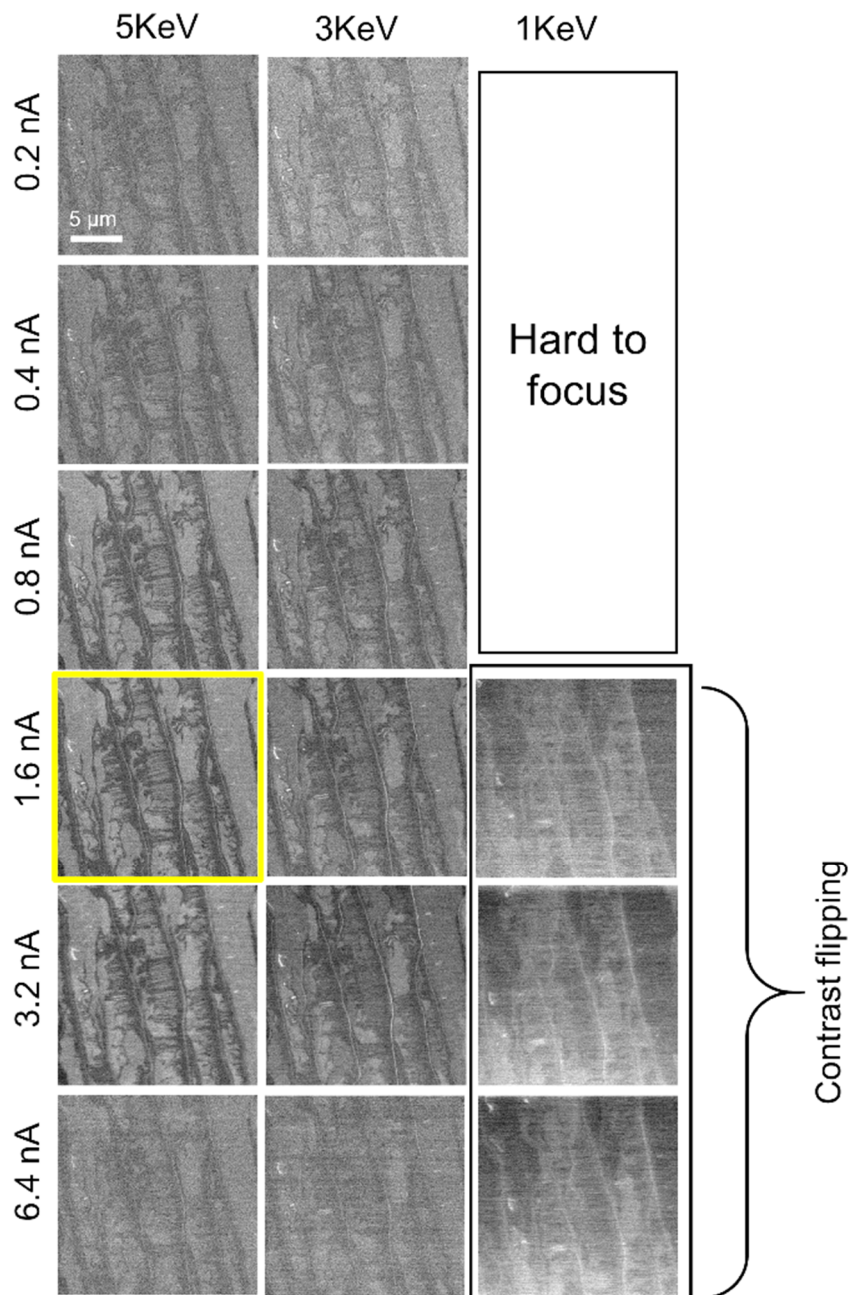 5KeV 3KeV 1KeV
0.2 nA
5 µm
0.4 nA
Hard to
focus
0.8 nA
1.6 nA
3.2 nA
Contrast flipping
6.4 nA